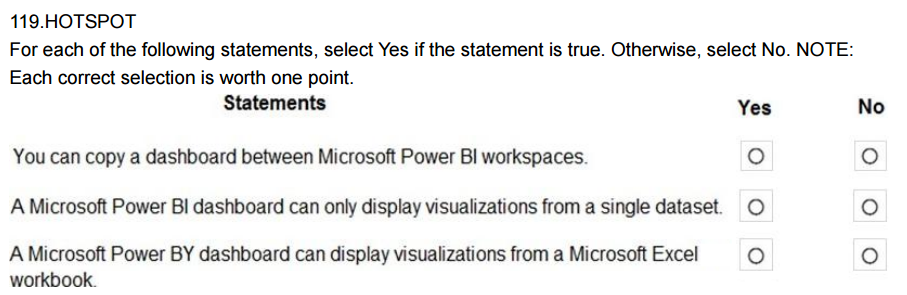 119.HOTSPOT
For each of the following statements, select Yes if the statement is true. Otherwise, select No. NOTE:
Each correct selection is worth one point.
Statements Yes No
You can copy a dashboard between Microsoft Power BI workspaces.
A Microsoft Power BI dashboard can only display visualizations from a single dataset.
A Microsoft Power BY dashboard can display visualizations from a Microsoft Excel
workbook.